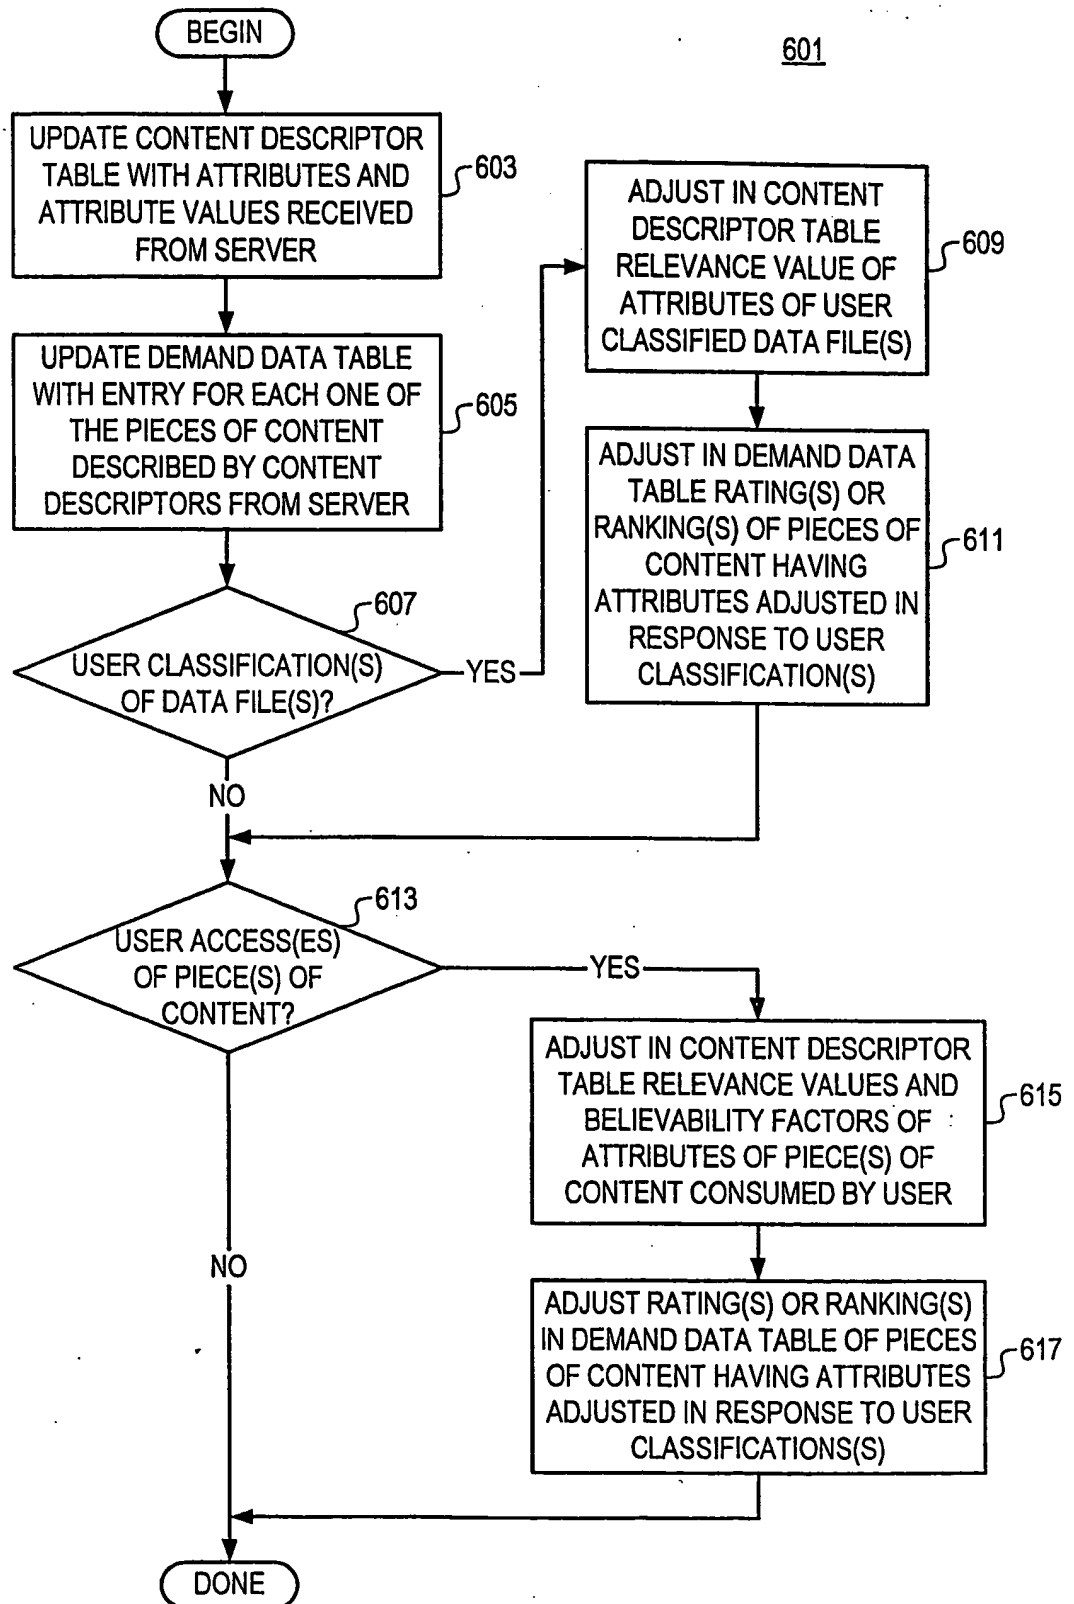 BEGIN
601
UPDATE CONTENT DESCRIPTOR
TABLE WITH ATTRIBUTES AND
ATTRIBUTE VALUES RECEIVED
FROM SERVER
603
UPDATE DEMAND DATA TABLE
WITH ENTRY FOR EACH ONE OF
THE PIECES OF CONTENT
DESCRIBED BY CONTENT
DESCRIPTORS FROM SERVER
605
607
USER CLASSIFICATION(S)
OF DATA FILE(S)?
YES
NO
ADJUST IN CONTENT
DESCRIPTOR TABLE
RELEVANCE VALUE OF
ATTRIBUTES OF USER
CLASSIFIED DATA FILE(S)
609
ADJUST IN DEMAND DATA
TABLE RATING(S) OR
RANKING(S) OF PIECES OF
CONTENT HAVING
ATTRIBUTES ADJUSTED IN
RESPONSE TO USER
CLASSIFICATION(S)
611
613
USER ACCESS(ES)
OF PIECE(S) OF
CONTENT?
YES
NO
ADJUST IN CONTENT DESCRIPTOR
TABLE RELEVANCE VALUES AND
BELIEVABILITY FACTORS OF
ATTRIBUTES OF PIECE(S) OF
CONTENT CONSUMED BY USER
615
ADJUST RATING(S) OR RANKING(S)
IN DEMAND DATA TABLE OF PIECES
OF CONTENT HAVING ATTRIBUTES
ADJUSTED IN RESPONSE TO USER
CLASSIFICATIONS(S)
617
DONE